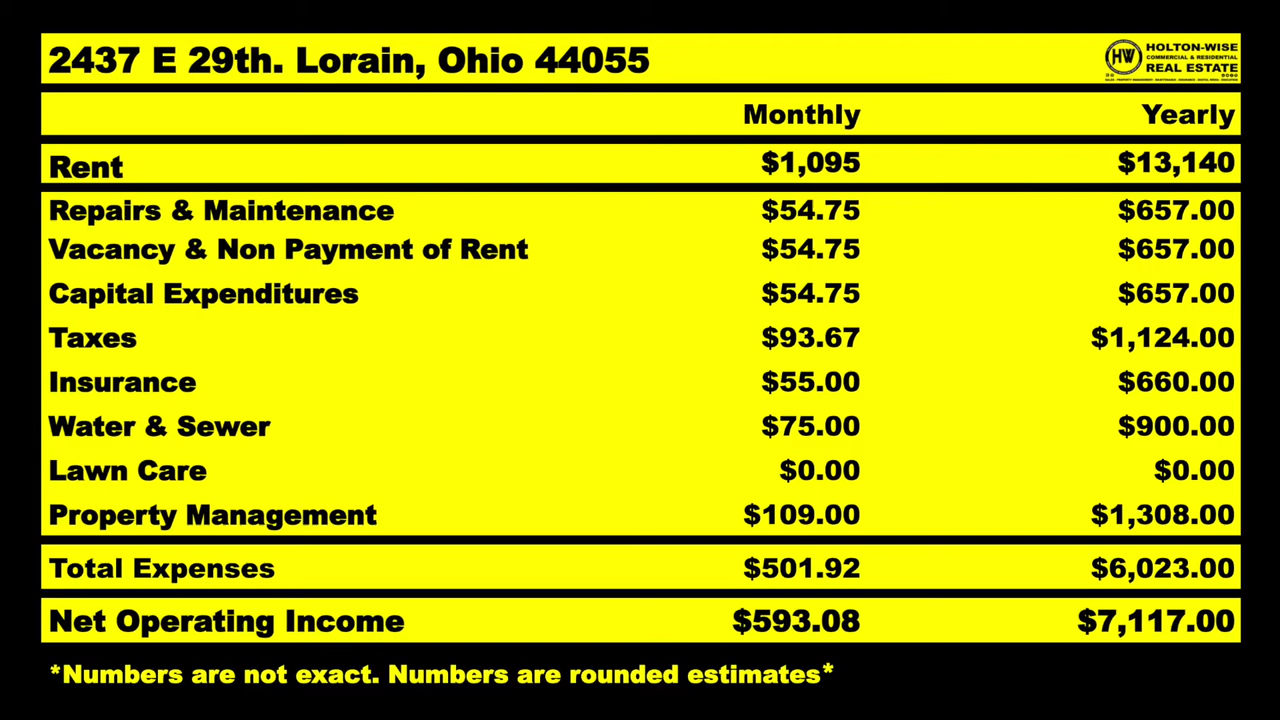 2437 E 29th. Lorain, Ohio 44055
HW
HOLTON-WISE
COMMERCIAL & RESIDENTIAL
REAL ESTATE
Monthly Yearly
Rent $1,095 $13,140
Repairs & Maintenance $54.75 $657.00
Vacancy & Non Payment of Rent $54.75 $657.00
Capital Expenditures $54.75 $657.00
Taxes $93.67 $1,124.00
Insurance $55.00 $660.00
Water & Sewer $75.00 $900.00
Lawn Care $0.00 $0.00
Property Management $109.00 $1,308.00
Total Expenses $501.92 $6,023.00
Net Operating Income $593.08 $7,117.00
*Numbers are not exact. Numbers are rounded estimates*